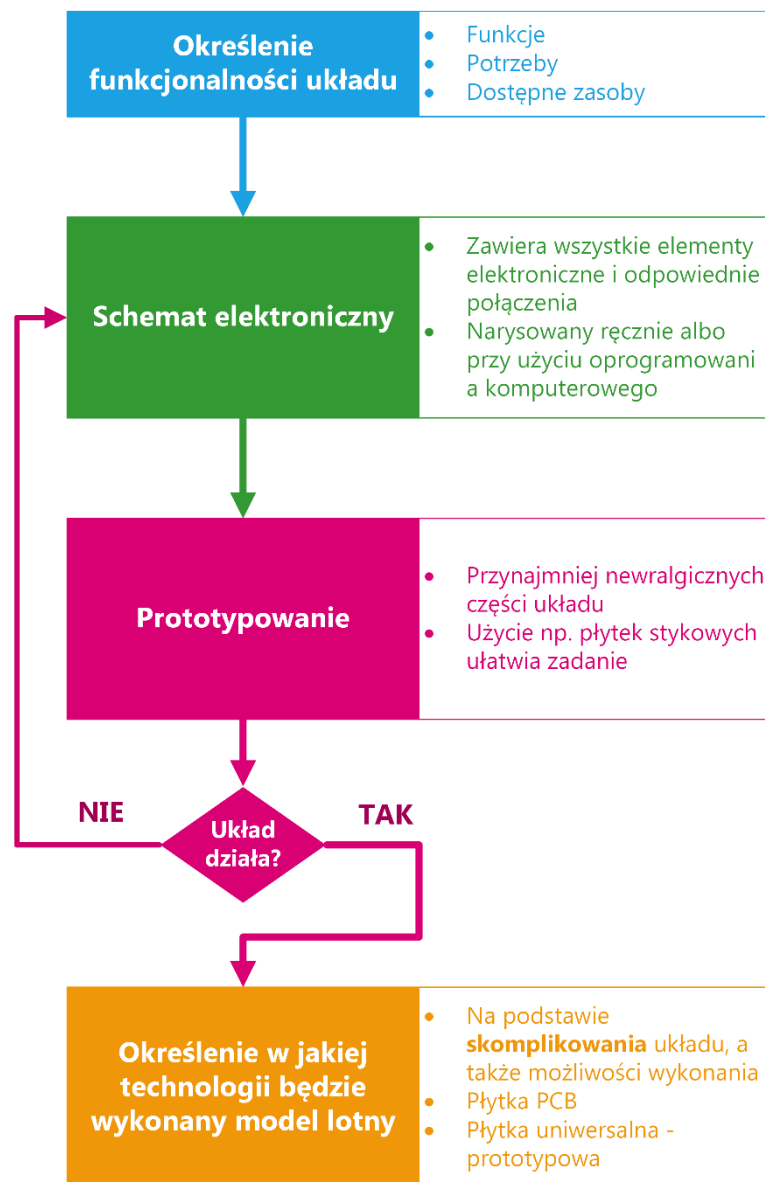 Określenie
funkcjonalności układu
• Funkcje
• Potrzeby
• Dostępne zasoby
Schemat elektroniczny
• Zawiera wszystkie elementy
elektroniczne i odpowiednie
połączenia
• Narysowany ręcznie albo
przy użyciu oprogramowani
a komputerowego
Prototypowanie
• Przynajmniej newralgicznych
części układu
• Użycie np. płytek stykowych
ułatwia zadanie
NIE
TAK
Układ
działa?
Określenie w jakiej
technologii będzie
wykonany model lotny
• Na podstawie
skomplikowania układu, a
także możliwości wykonania
• Płytka PCB
• Płytka uniwersalna -
prototypowa